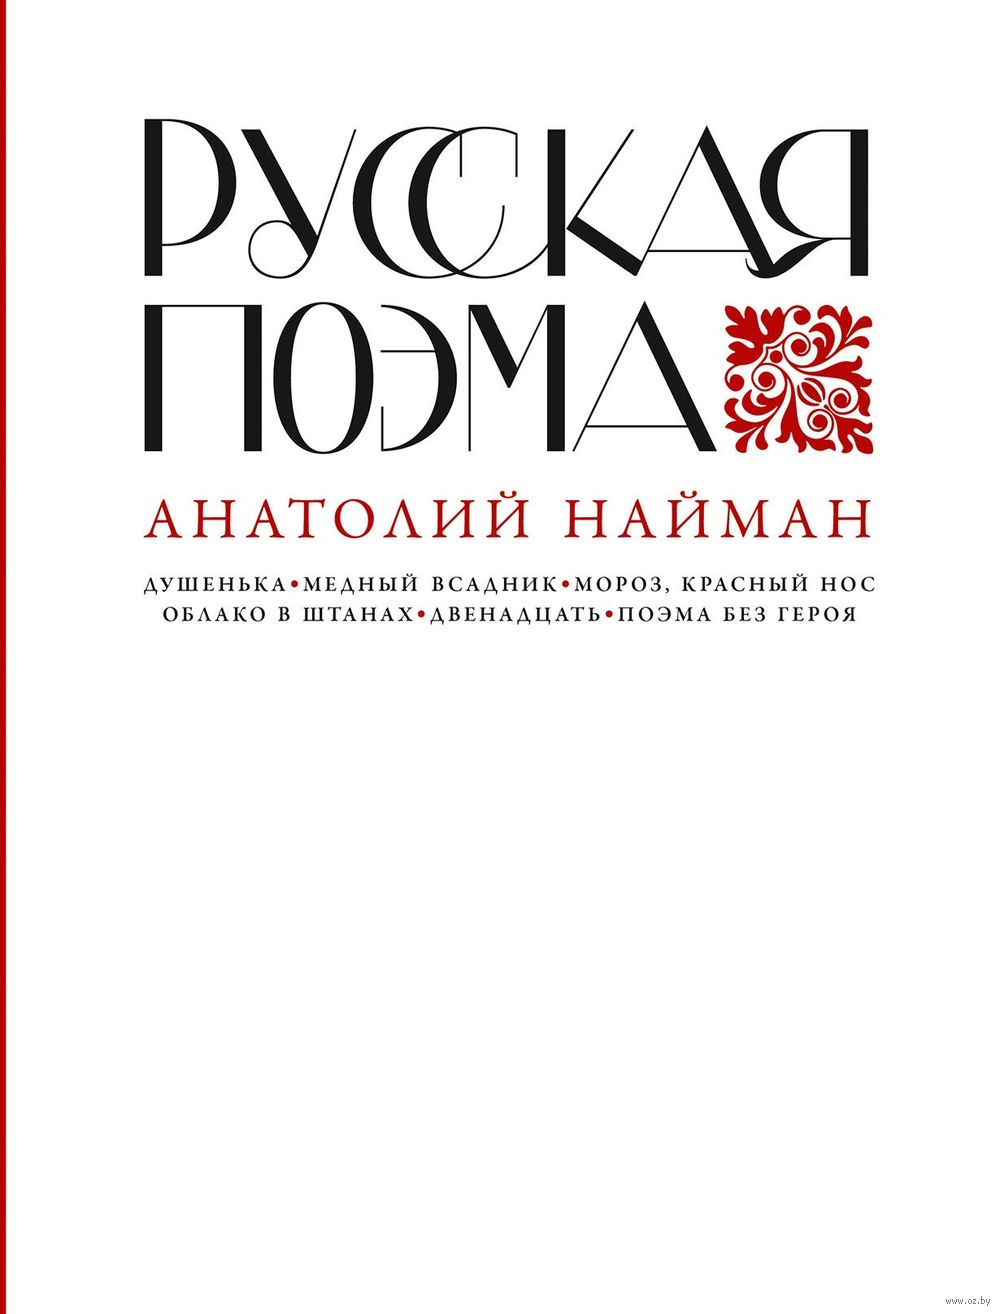 РУССКАЯ
ПОЭМА
АНАТОЛИЙ НАЙМАН
ДУШЕНЬКА•МЕДНЫЙ ВСАДНИК•МОРОЗ, КРАСНЫЙ НОС
ОБЛАКО В ШТАНАХ•ДВЕНАДЦАТЬ•ПОЭМА БЕЗ ГЕРОЯ
www.oz.by